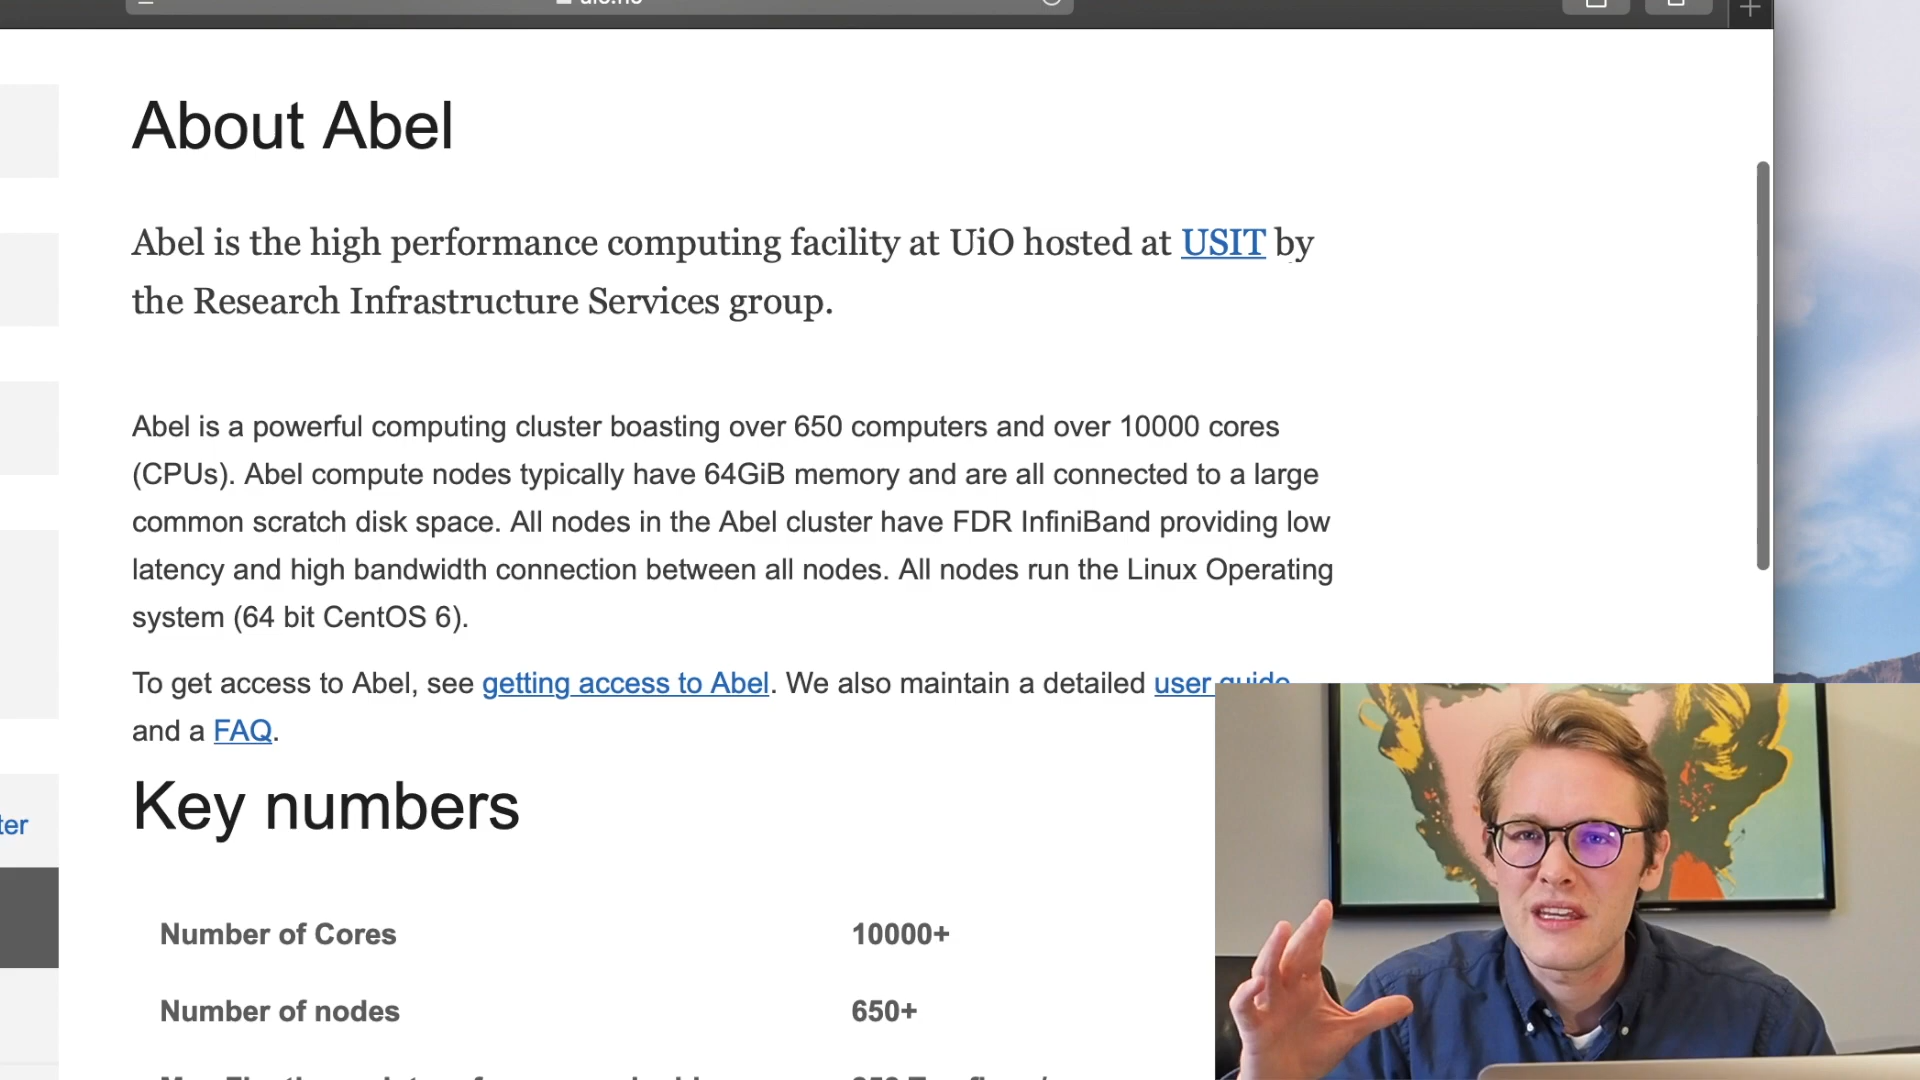 About Abel
Abel is the high performance computing facility at UiO hosted at USIT by
the Research Infrastructure Services group.
Abel is a powerful computing cluster boasting over 650 computers and over 10000 cores
(CPUs). Abel compute nodes typically have 64GiB memory and are all connected to a large
common scratch disk space. All nodes in the Abel cluster have FDR InfiniBand providing low
latency and high bandwidth connection between all nodes. All nodes run the Linux Operating
system (64 bit CentOS 6).
To get access to Abel, see getting access to Abel. We also maintain a detailed user guide
and a FAQ.
Key numbers
ter
Number of Cores 10000+
Number of nodes 650+